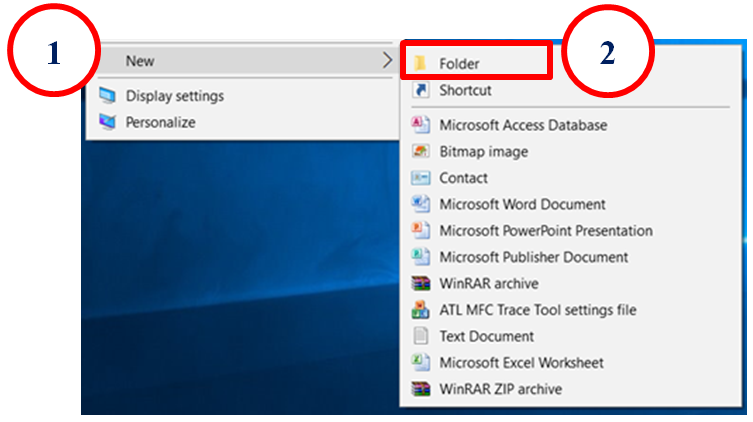 1
New
Display settings
Personalize
2
Folder
Shortcut
Microsoft Access Database
Bitmap image
Contact
Microsoft Word Document
Microsoft PowerPoint Presentation
Microsoft Publisher Document
WinRAR archive
ATL MFC Trace Tool settings file
Text Document
Microsoft Excel Worksheet
WinRAR ZIP archive